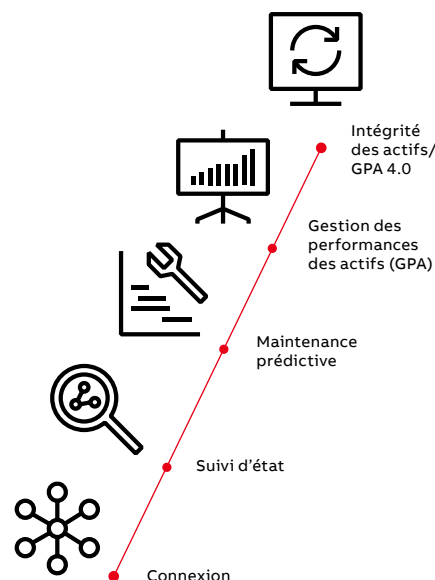 Intégrité
des actifs/
GPA 4.0
Gestion des
performances
des actifs (GPA)
Maintenance
prédictive
Suivi d’état
Connexion